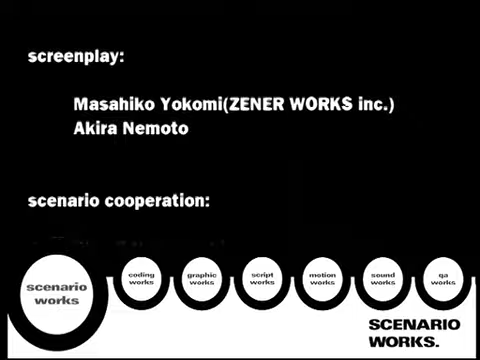 screenplay:
Masahiko Yokomi(ZENER WORKS inc.)
Akira Nemoto
scenario cooperation:
scenario
works
coding
works
graphic
works
script
works
motion
works
sound
works
qa
works
SCENARIO
WORKS.